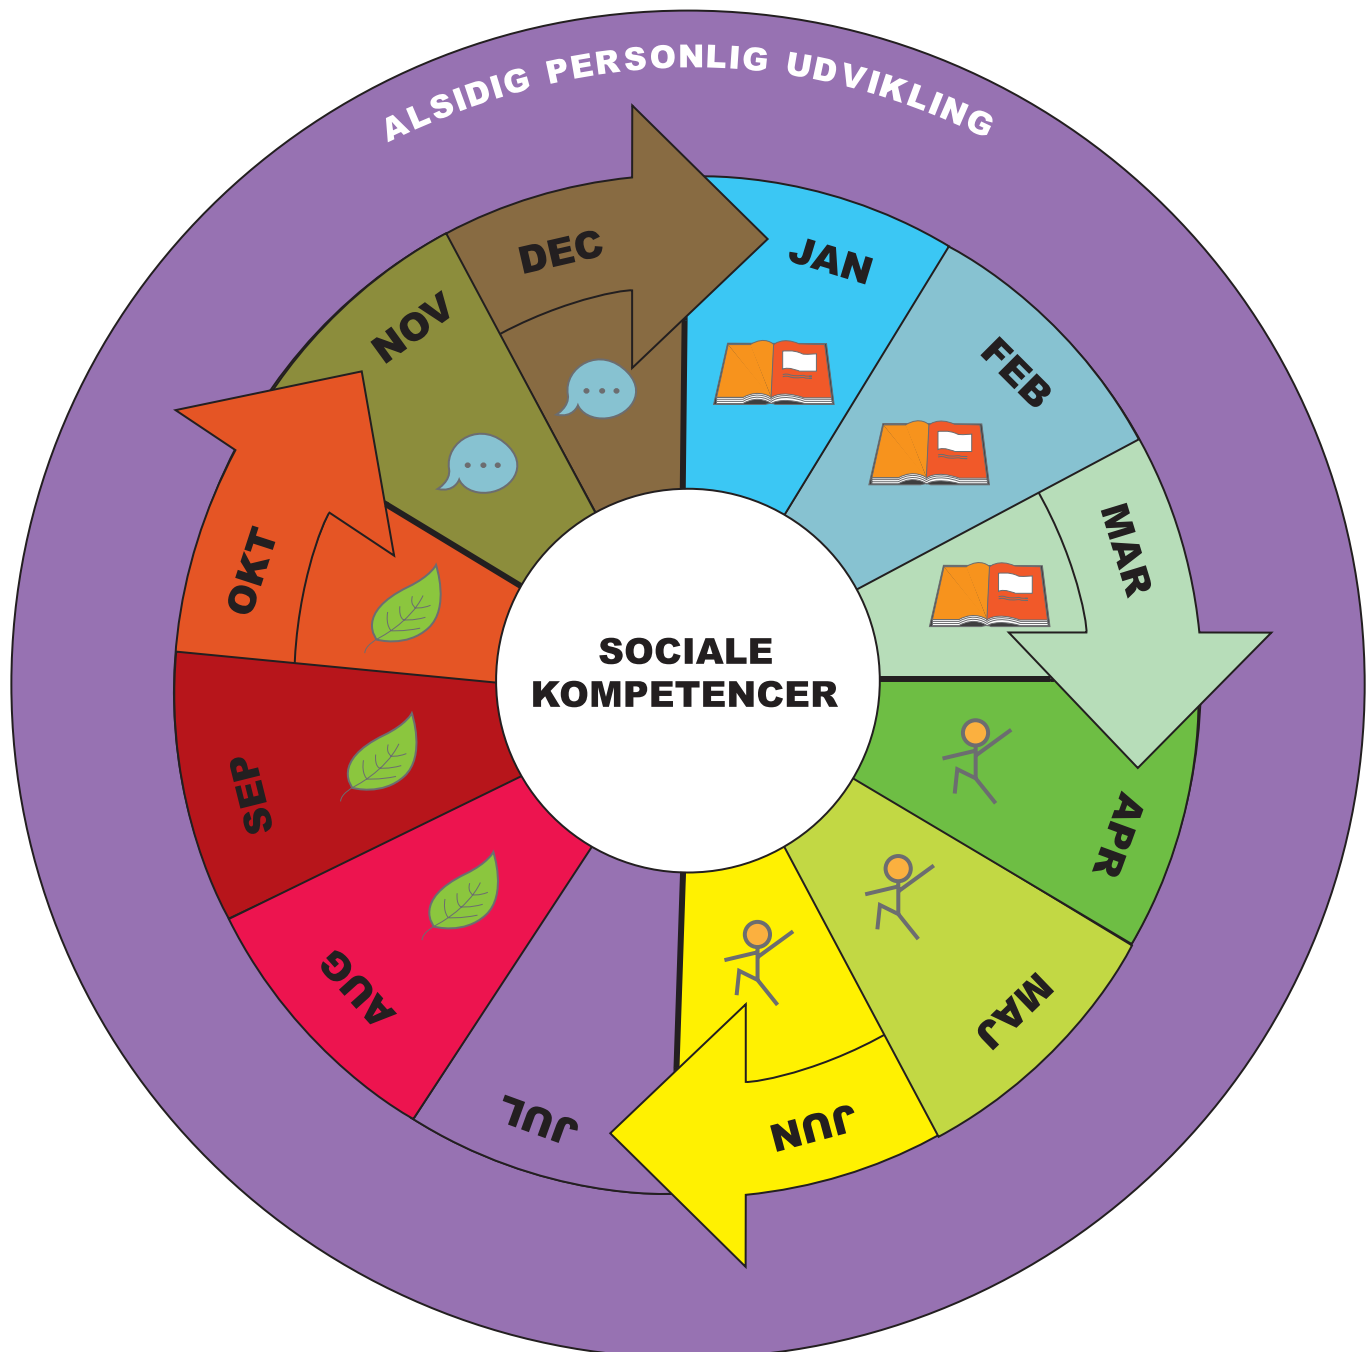 ALSIDIG PERSONLIG UDVIKLING
JAN
FEB
MAR
APR
MAJ
JUN
JUL
AUG
SEP
OKT
NOV
DEC
SOCIALE
KOMPETENCER